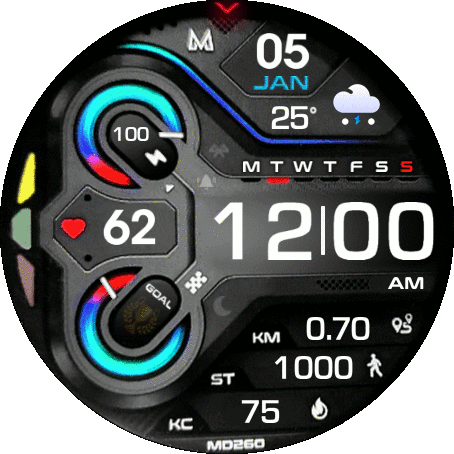 05
JAN
25°
100
M T W T F S S
62
12:00
AM
GOAL
KM 0.70
ST 1000
KC 75
MD260